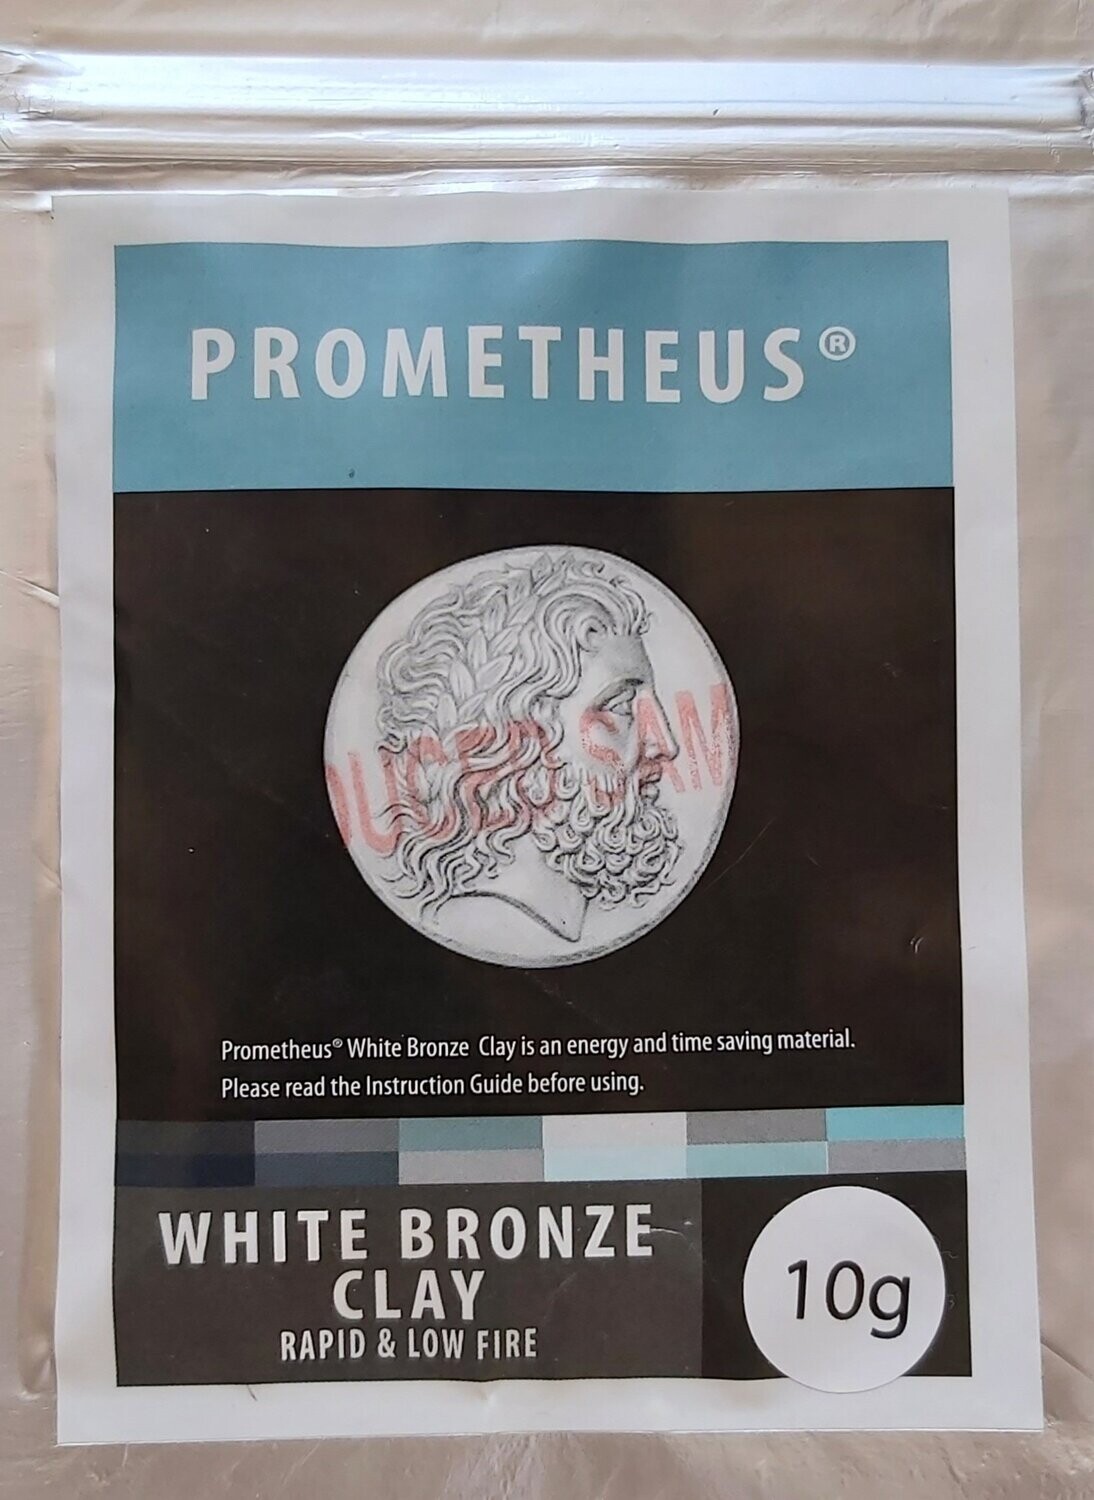 PROMETHEUS®
Prometheus® White Bronze Clay is an energy and time saving material.
Please read the Instruction Guide before using.
WHITE BRONZE
CLAY
RAPID & LOW FIRE
10g